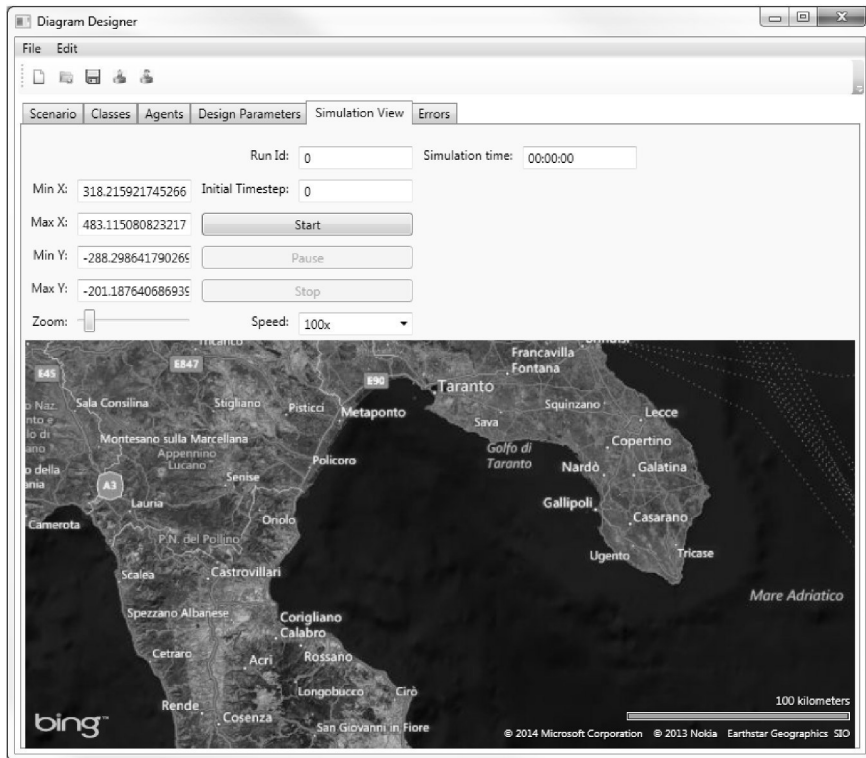 Diagram Designer
File Edit
Scenario Classes Agents Design Parameters Simulation View Errors
Run Id: 0 Simulation time: 00:00:00
Min X: 318.215921745266 Initial Timestep: 0
Max X: 483.115080823217 Start
Min Y: -288.298641790269 Pause
Max Y: -201.187640686939 Stop
Zoom: Speed: 100x
Francavilla
Fontana
E45
E847
E90
Taranto
Sala Consilina
Stigliano
Pisticci
Metaponto
Squinzano
Lecce
Sava
Montesano sulla Marcellana
Copertino
Appennino
Lucano
Golfo di
Taranto
Policoro
Senise
Nardò
Galatina
A3
Lauria
Gallipoli
Casarano
Camerota
Oriolo
P.N. del Pollino
Ugento
Tricase
Scalea
Castrovillari
Mare Adriatico
Spezzano Albanese
Corigliano
Calabro
Cetraro
Acri
Rossano
Longobucco
Cirò
Rende
100 kilometers
Cosenza
San Giovanni in Fiore
bing
© 2014 Microsoft Corporation © 2013 Nokia Earthstar Geographics SIO